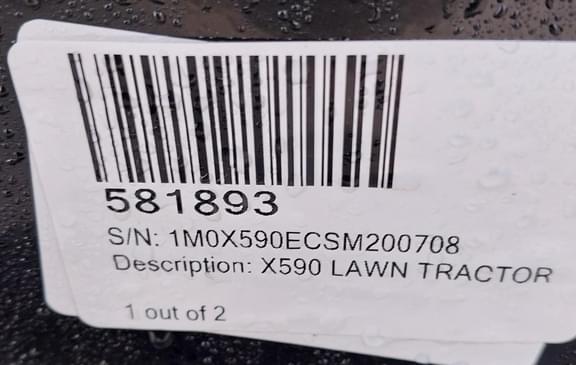 581893
S/N: 1M0X590ECSM200708
Description: X590 LAWN TRACTOR
1 out of 2